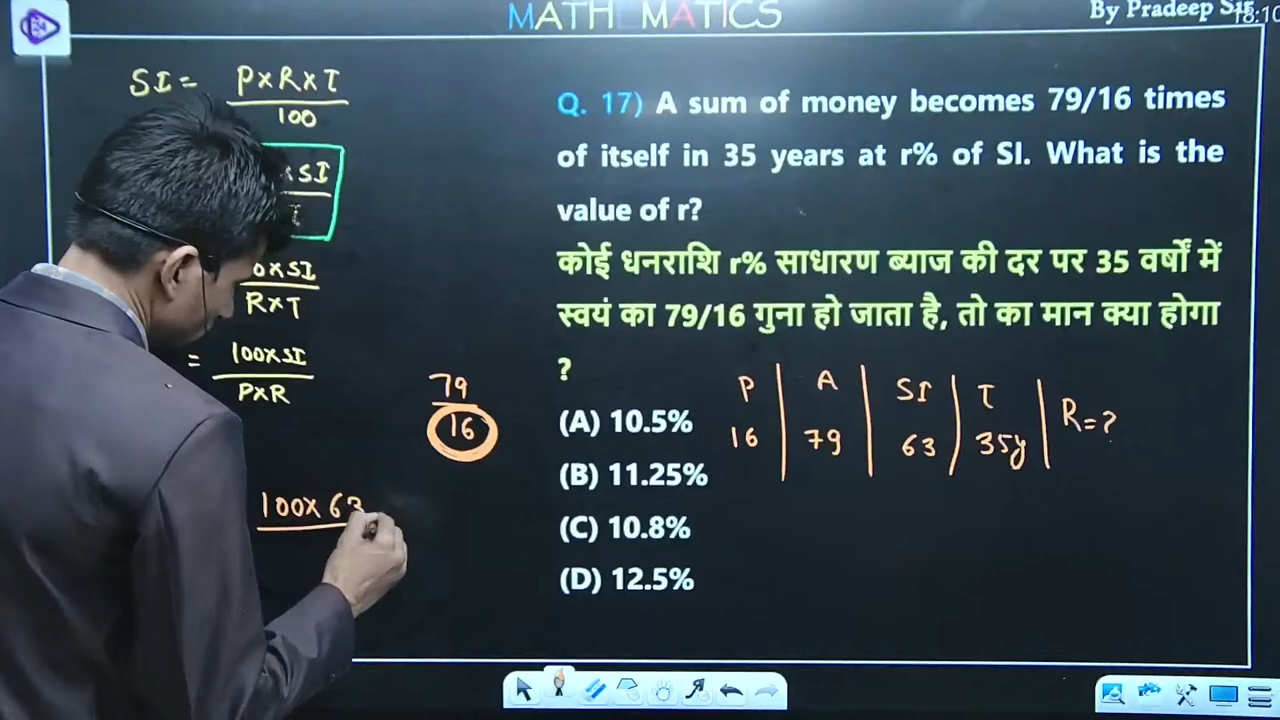 MATHEMATICS
By Pradeep Sir
SI = P×R×T
100
×SI
T
0×SI
R×T
= 100×SI
P×R
Q. 17) A sum of money becomes 79/16 times
of itself in 35 years at r% of SI. What is the
value of r?
कोई धनराशि r% साधारण ब्याज की दर पर 35 वर्षों में
स्वयं का 79/16 गुना हो जाता है, तो का मान क्या होगा
?
(A) 10.5%
(B) 11.25%
(C) 10.8%
(D) 12.5%
P | A | SI | T | R=?
16 | 79 | 63 | 35y
79
16
100×63